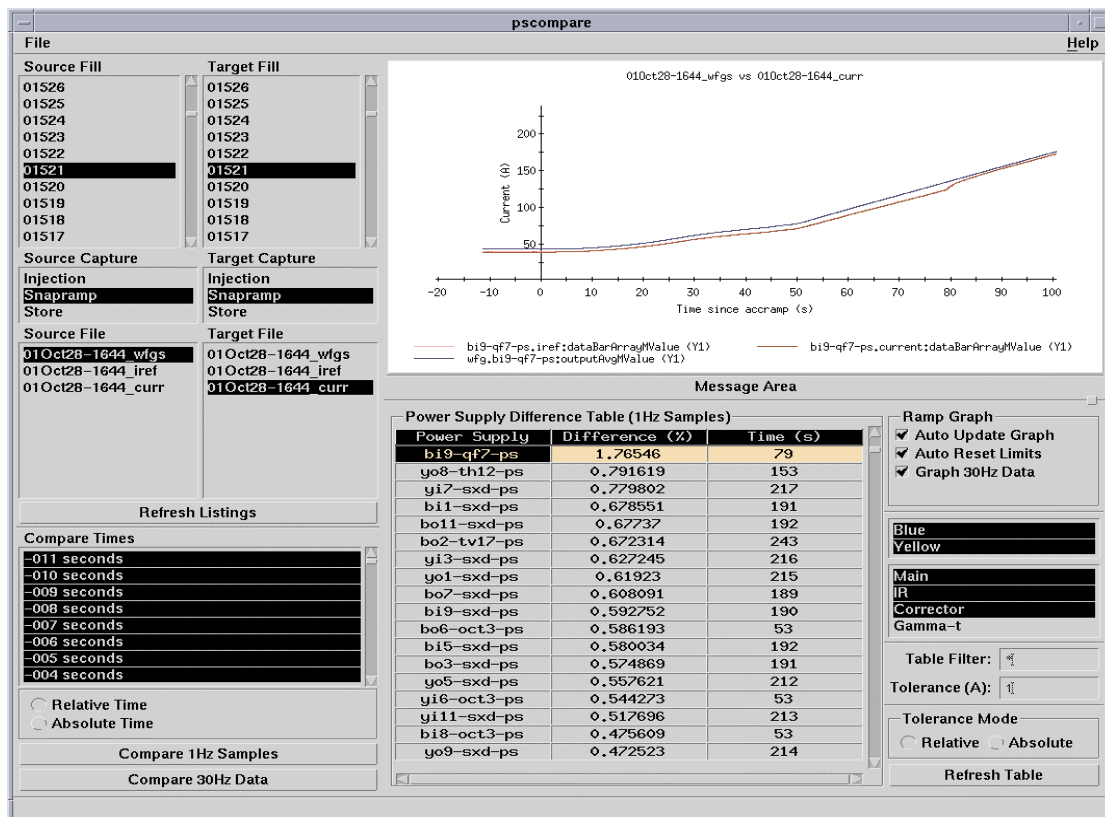 pscompare
File
Help
Source Fill
01526
01525
01524
01523
01522
01521
01520
01519
01518
01517
Target Fill
01526
01525
01524
01523
01522
01521
01520
01519
01518
01517
Source Capture
Injection
Snapramp
Store
Target Capture
Injection
Snapramp
Store
Source File
01Oct28-1644_wfgs
01Oct28-1644_iref
01Oct28-1644_curr
Target File
01Oct28-1644_wfgs
01Oct28-1644_iref
01Oct28-1644_curr
Refresh Listings
Compare Times
-011 seconds
-010 seconds
-009 seconds
-008 seconds
-007 seconds
-006 seconds
-005 seconds
-004 seconds
Relative Time
Absolute Time
Compare 1Hz Samples
Compare 30Hz Data
01Oct28-1644_wfgs vs 01Oct28-1644_curr
Current (A)
200
150
100
50
-20 -10 0 10 20 30 40 50 60 70 80 90 100
Time since accramp (s)
bi9-qf7-ps.iref:dataBarArrayMValue (Y1)
wfg.bi9-qf7-ps:outputAvgMValue (Y1)
bi9-qf7-ps.current:dataBarArrayMValue (Y1)
Message Area
Power Supply Difference Table (1Hz Samples)
Power Supply Difference (%) Time (s)
bi9-qf7-ps 1.76546 79
yo8-th12-ps 0.791619 153
yi7-sxd-ps 0.779802 217
bi1-sxd-ps 0.678551 191
bo11-sxd-ps 0.67737 192
bo2-tv17-ps 0.672314 243
yi3-sxd-ps 0.627245 216
yo1-sxd-ps 0.61923 215
bo7-sxd-ps 0.608091 189
bi9-sxd-ps 0.592752 190
bo6-oct3-ps 0.586193 53
bi5-sxd-ps 0.580034 192
bo3-sxd-ps 0.574869 191
yo5-sxd-ps 0.557621 212
yi6-oct3-ps 0.544273 53
yi11-sxd-ps 0.517696 213
bi8-oct3-ps 0.475609 53
yo9-sxd-ps 0.472523 214
Ramp Graph
Auto Update Graph
Auto Reset Limits
Graph 30Hz Data
Blue
Yellow
Main
IR
Corrector
Gamma-t
Table Filter: *
Tolerance (A): 1
Tolerance Mode
Relative
Absolute
Refresh Table